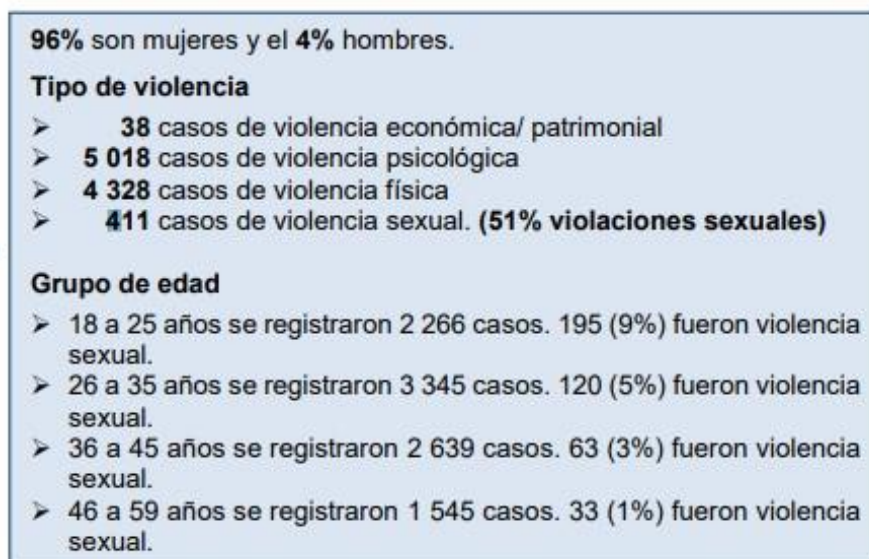 96% son mujeres y el 4% hombres.
Tipo de violencia
➢ 38 casos de violencia económica/ patrimonial
➢ 5 018 casos de violencia psicológica
➢ 4 328 casos de violencia física
➢ 411 casos de violencia sexual. (51% violaciones sexuales)
Grupo de edad
➢ 18 a 25 años se registraron 2 266 casos. 195 (9%) fueron violencia
sexual.
➢ 26 a 35 años se registraron 3 345 casos. 120 (5%) fueron violencia
sexual.
➢ 36 a 45 años se registraron 2 639 casos. 63 (3%) fueron violencia
sexual.
➢ 46 a 59 años se registraron 1 545 casos. 33 (1%) fueron violencia
sexual.